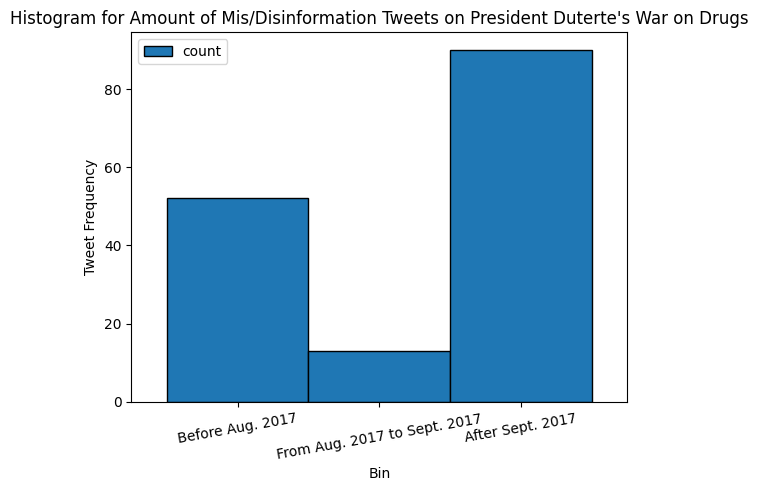 Histogram for Amount of Mis/Disinformation Tweets on President Duterte's War on Drugs
count
Tweet Frequency
80
60
40
20
0
Before Aug. 2017
From Aug. 2017 to Sept. 2017
After Sept. 2017
Bin